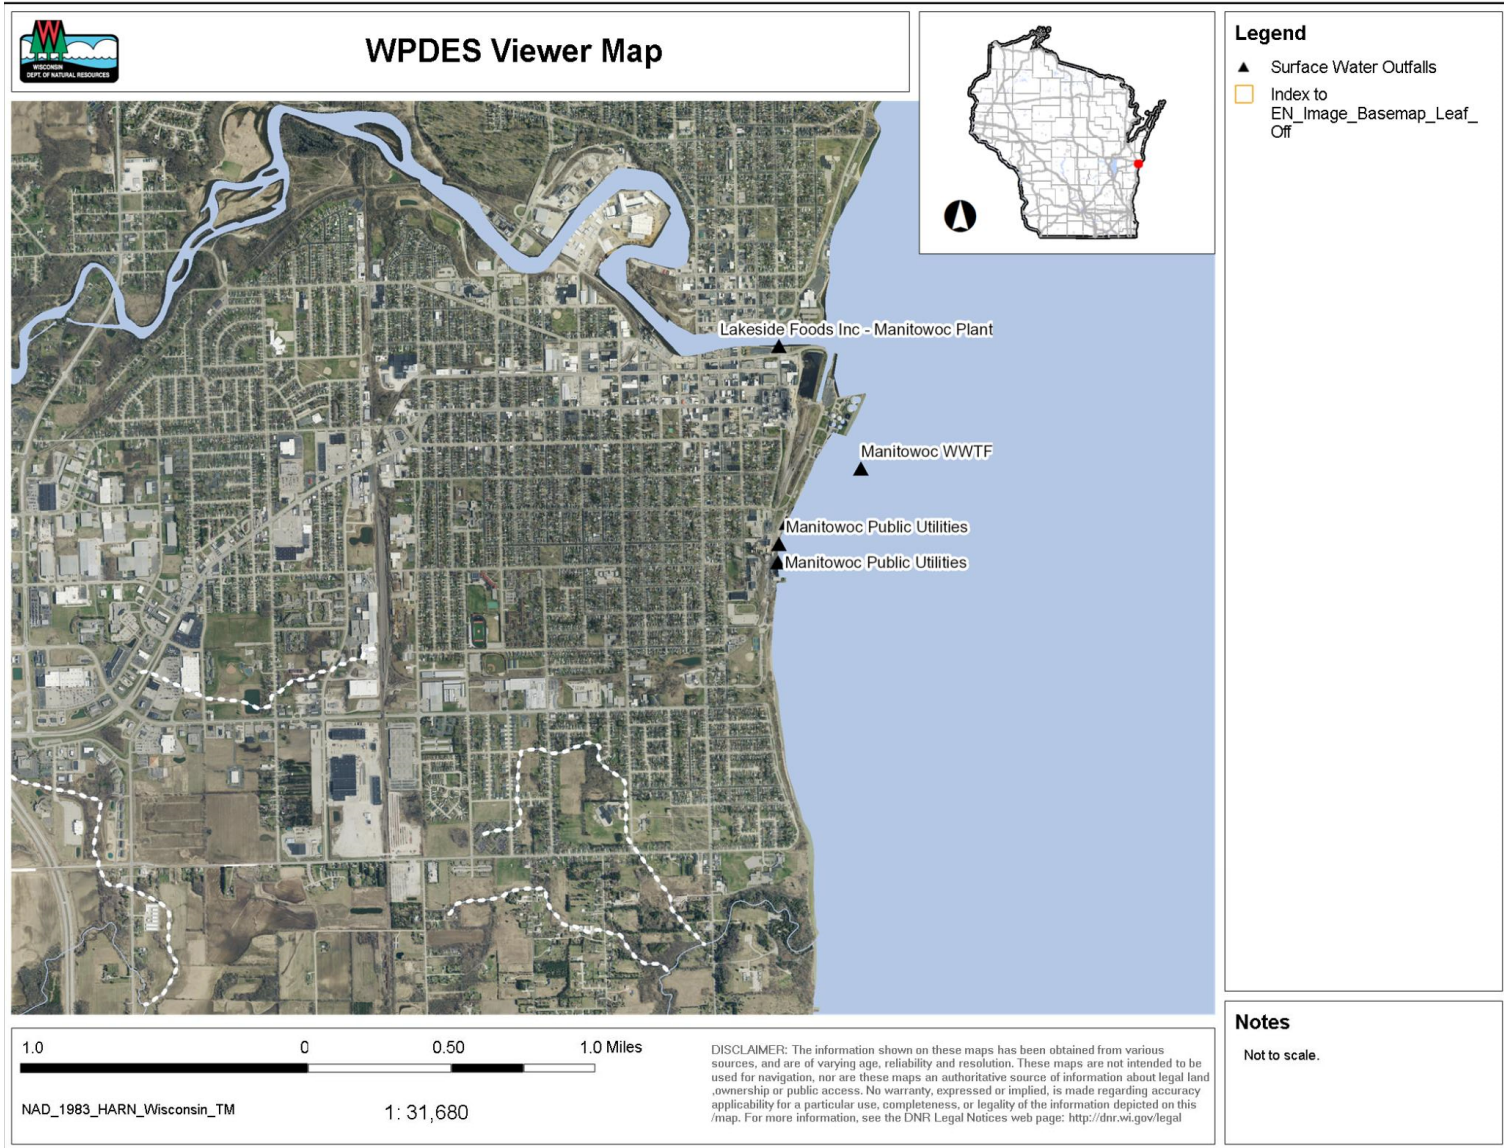 WISCONSIN
DEPT. OF NATURAL RESOURCES
WPDES Viewer Map
Legend
Surface Water Outfalls
Index to
EN_Image_Basemap_Leaf_
Off
Lakeside Foods Inc - Manitowoc Plant
Manitowoc WWTF
Manitowoc Public Utilities
Manitowoc Public Utilities
1.0 0 0.50 1.0 Miles
NAD_1983_HARN_Wisconsin_TM
1: 31,680
DISCLAIMER: The information shown on these maps has been obtained from various
sources, and are of varying age, reliability and resolution. These maps are not intended to be
used for navigation, nor are these maps an authoritative source of information about legal land
,ownership or public access. No warranty, expressed or implied, is made regarding accuracy
applicability for a particular use, completeness, or legality of the information depicted on this
/map. For more information, see the DNR Legal Notices web page: http://dnr.wi.gov/legal
Notes
Not to scale.